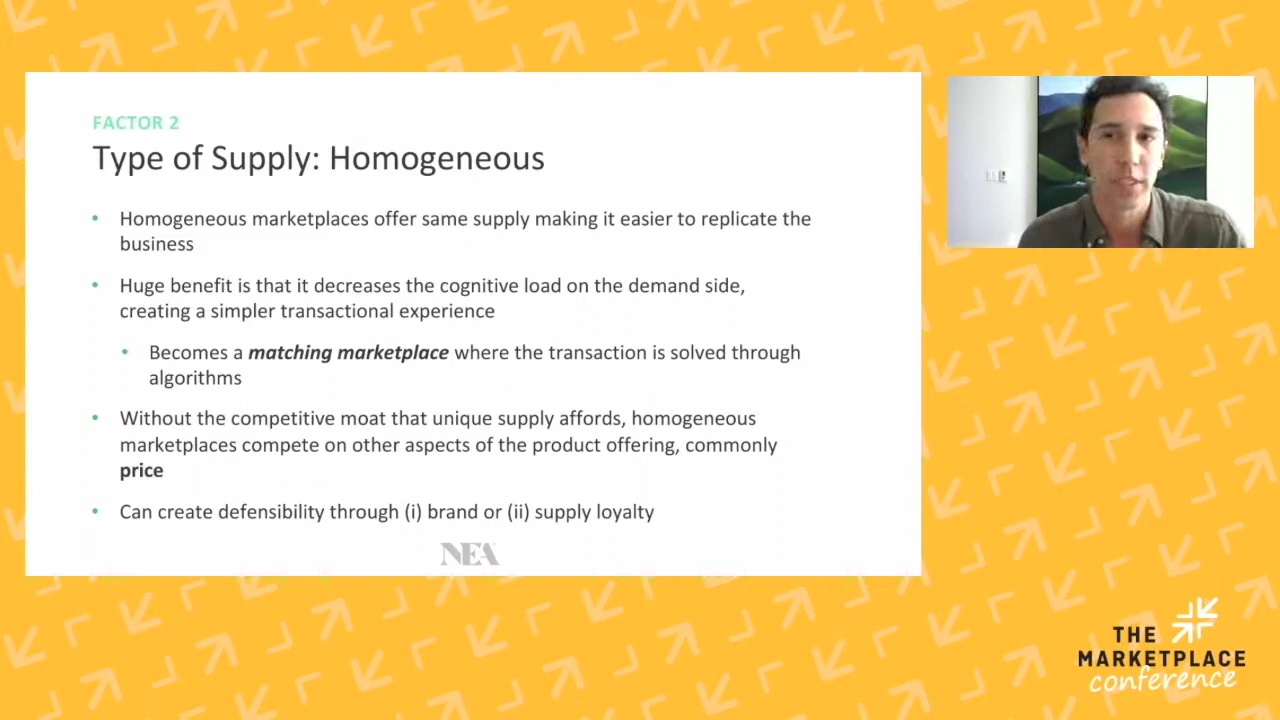 FACTOR 2
Type of Supply: Homogeneous
• Homogeneous marketplaces offer same supply making it easier to replicate the
business
• Huge benefit is that it decreases the cognitive load on the demand side,
creating a simpler transactional experience
• Becomes a matching marketplace where the transaction is solved through
algorithms
• Without the competitive moat that unique supply affords, homogeneous
marketplaces compete on other aspects of the product offering, commonly
price
• Can create defensibility through (i) brand or (ii) supply loyalty
NEA
THE
MARKETPLACE
conference